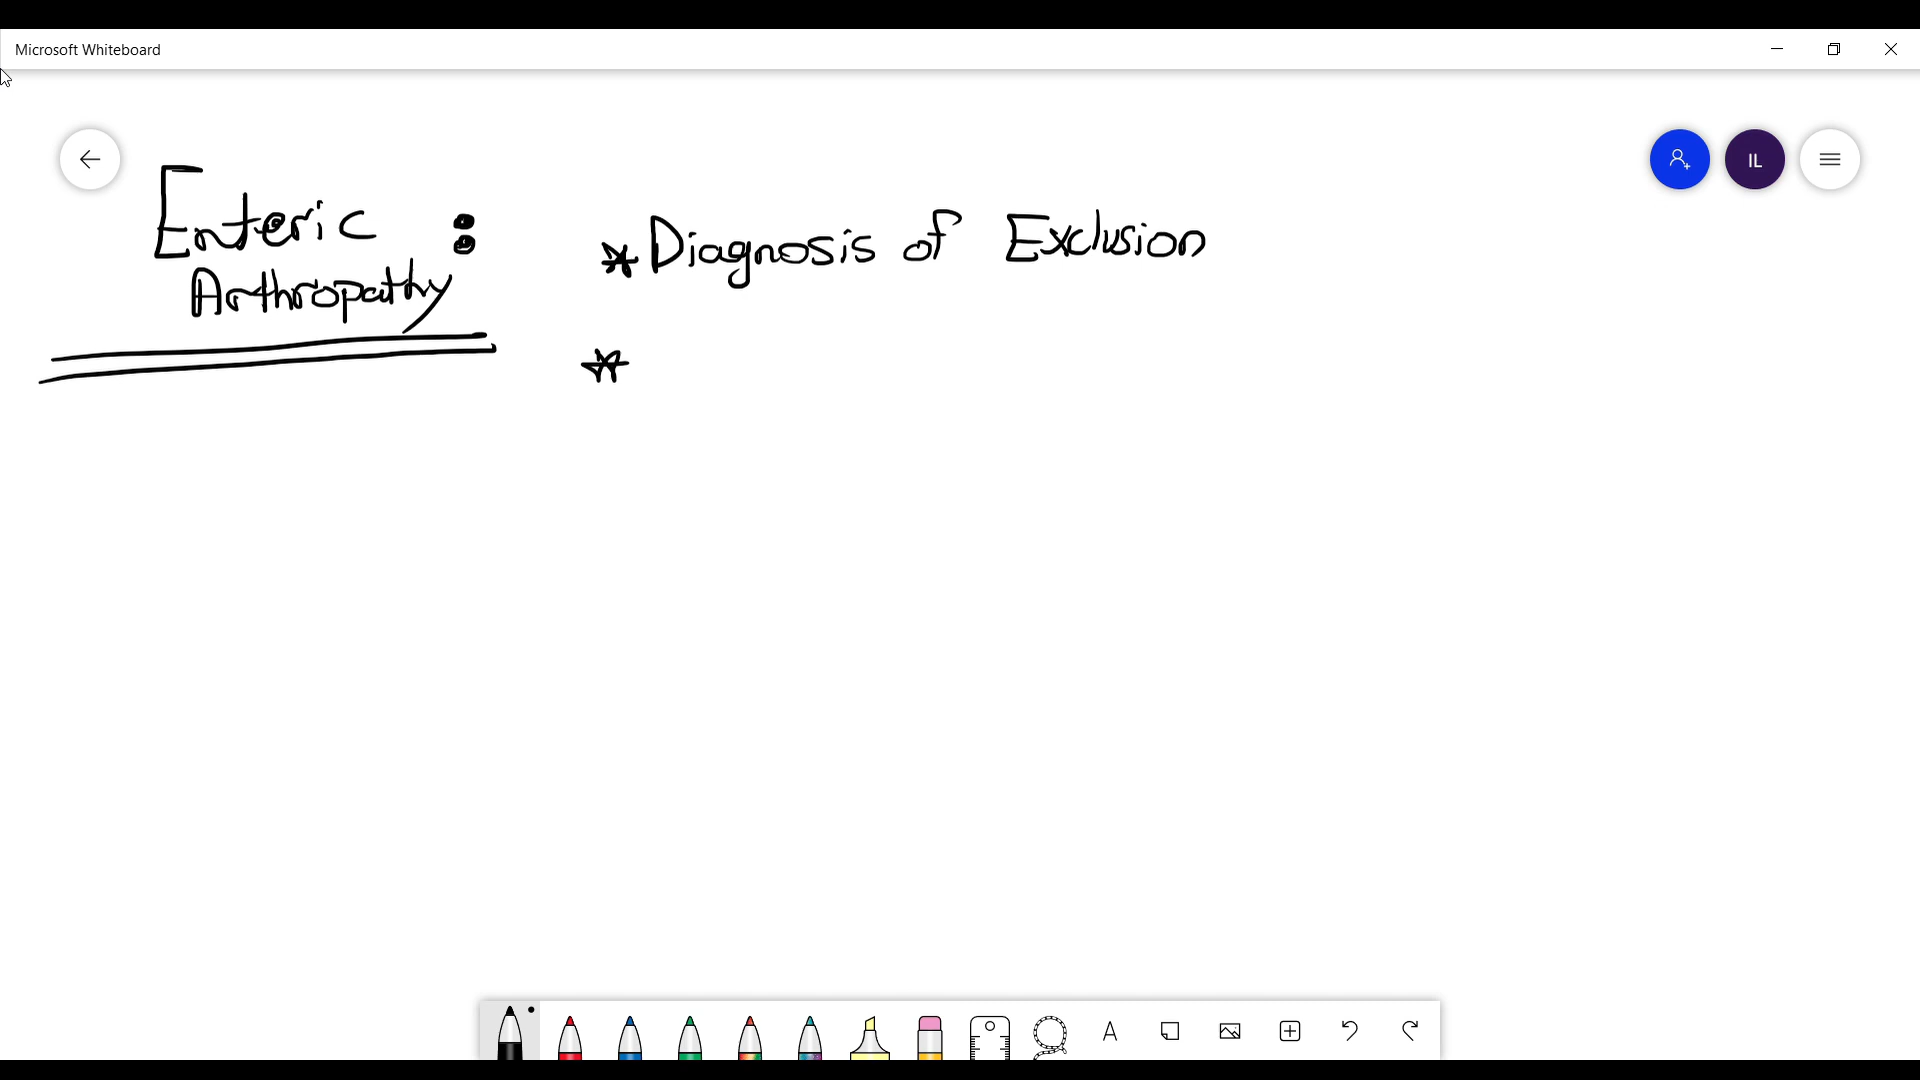 Microsoft Whiteboard
IL
Enteric :
Arthropathy
* Diagnosis of Exclusion
*
A